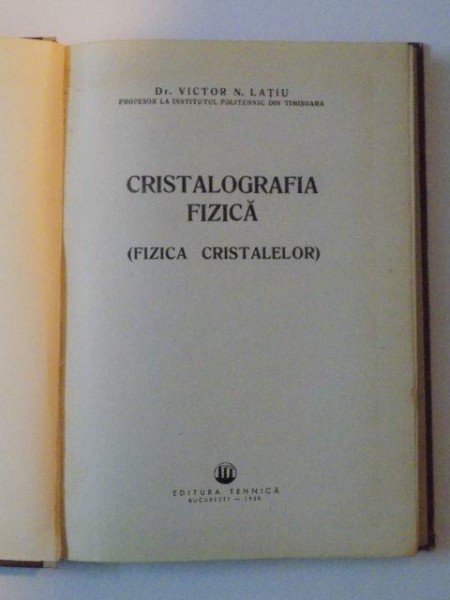 Dr. VICTOR N. LAȚIU
PROFESOR LA INSTITUTUL POLITEHNIC DIN TIMIȘOARA
CRISTALOGRAFIA
FIZICĂ
(FIZICA CRISTALELOR)
EDITURA TEHNICĂ
BUCUREȘTI —